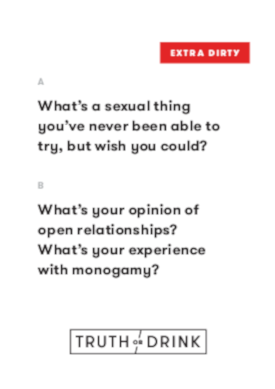 EXTRA DIRTY
A
What's a sexual thing
you've never been able to
try, but wish you could?
B
What's your opinion of
open relationships?
What's your experience
with monogamy?
TRUTH OR DRINK